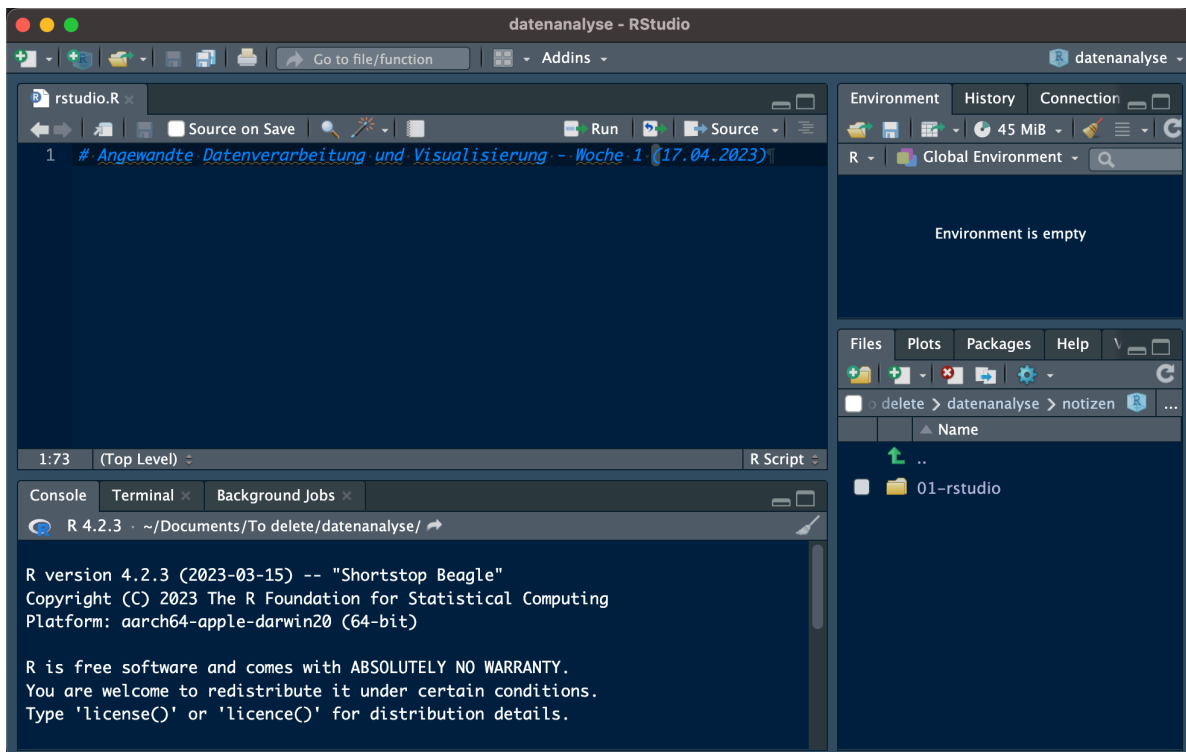 datenanalyse - RStudio
Go to file/function
Addins
datenanalyse
rstudio.R
Source on Save
Run
Source
1 # Angewandte Datenverarbeitung und Visualisierung - Woche 1 (17.04.2023)
1:73 (Top Level)
R Script
Console Terminal Background Jobs
R 4.2.3 · ~/Documents/To delete/datenanalyse/
R version 4.2.3 (2023-03-15) -- "Shortstop Beagle"
Copyright (C) 2023 The R Foundation for Statistical Computing
Platform: aarch64-apple-darwin20 (64-bit)
R is free software and comes with ABSOLUTELY NO WARRANTY.
You are welcome to redistribute it under certain conditions.
Type 'license()' or 'licence()' for distribution details.
Environment History Connection
45 MiB
R Global Environment
Environment is empty
Files Plots Packages Help
o delete > datenanalyse > notizen ...
Name
..
01-rstudio